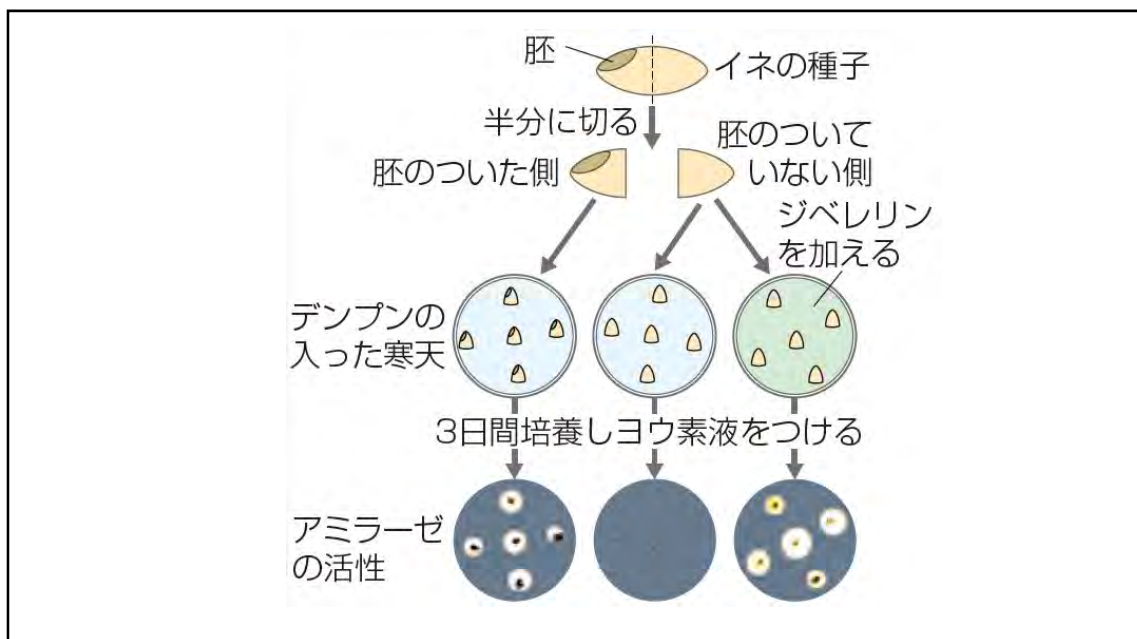 胚
イネの種子
半分に切る
胚のついた側
胚のついて
いない側
ジベレリン
を加える
デンプンの
入った寒天
3日間培養しヨウ素液をつける
アミラーゼ
の活性